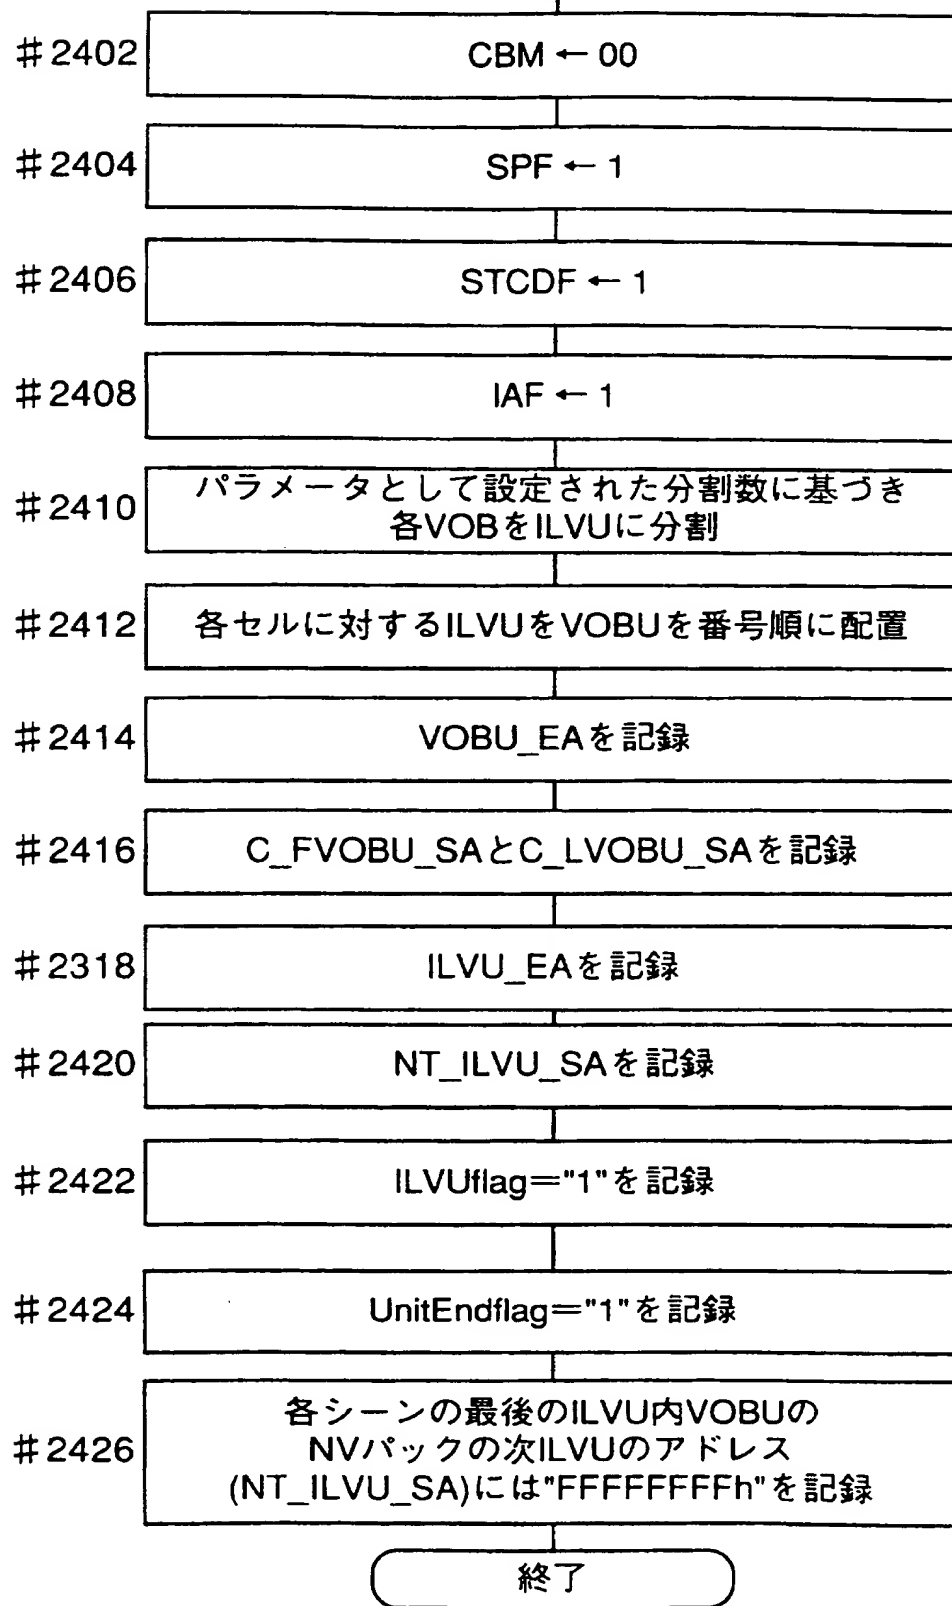 #2402 CBM ← 00
#2404 SPF ← 1
#2406 STCDF ← 1
#2408 IAF ← 1
#2410 パラメータとして設定された分割数に基づき
各VOBをILVUに分割
#2412 各セルに対するILVUをVOBUを番号順に配置
#2414 VOBU_EAを記録
#2416 C_FVOBU_SAとC_LVOBU_SAを記録
#2318 ILVU_EAを記録
#2420 NT_ILVU_SAを記録
#2422 ILVUflag="1"を記録
#2424 UnitEndflag="1"を記録
各シーンの最後のILVU内VOBUの
#2426 NVパックの次ILVUのアドレス
(NT_ILVU_SA)には"FFFFFFFFh"を記録
終了